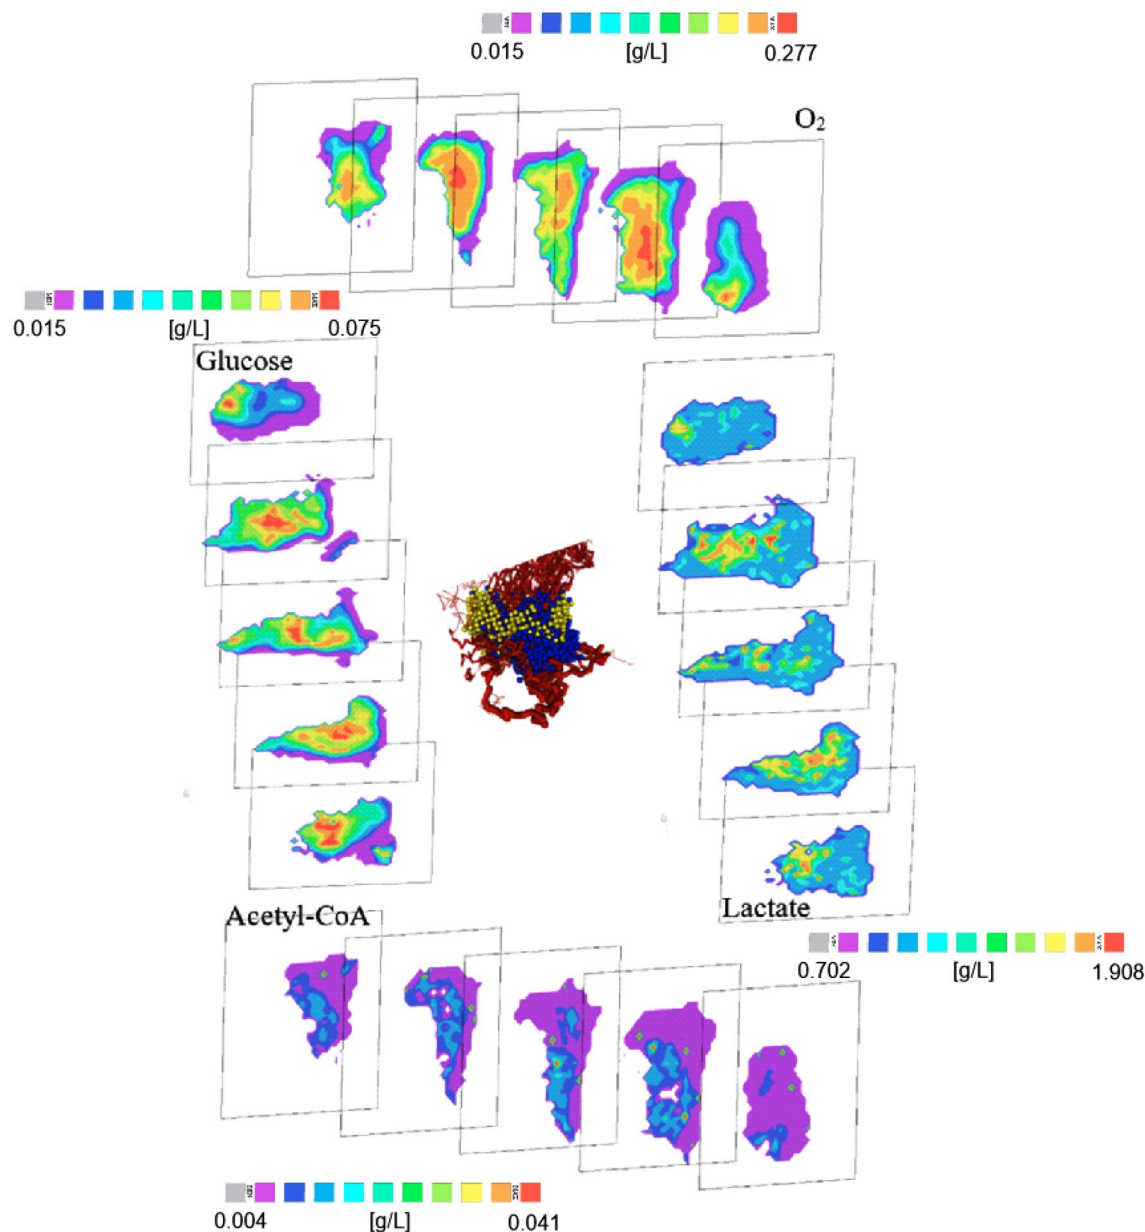 0.015 [g/L] 0.277
O₂
0.015 [g/L] 0.075
Glucose
Acetyl-CoA
Lactate
0.702 [g/L] 1.908
0.004 [g/L] 0.041